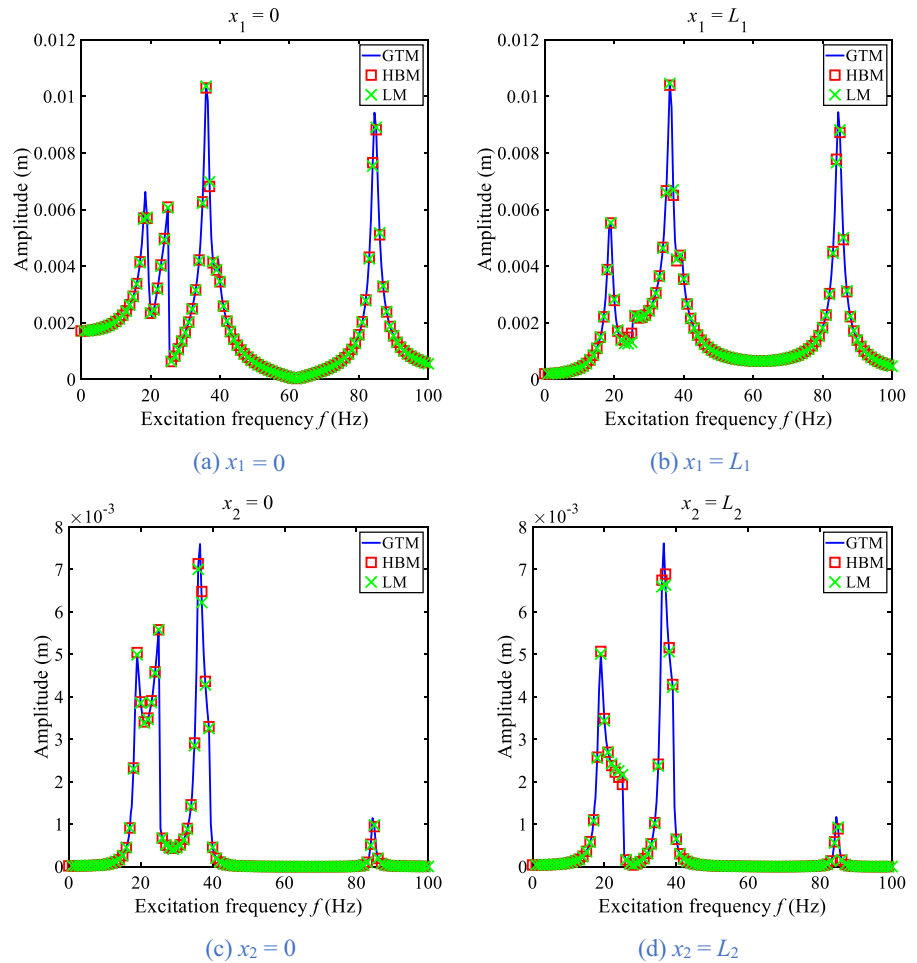 x₁ = 0
0.012
0.01
0.008
0.006
0.004
0.002
0
Amplitude (m)
GTM
HBM
LM
0 20 40 60 80 100
Excitation frequency f (Hz)
(a) x₁ = 0
x₁ = L₁
0.012
0.01
0.008
0.006
0.004
0.002
0
Amplitude (m)
GTM
HBM
LM
0 20 40 60 80 100
Excitation frequency f (Hz)
(b) x₁ = L₁
x₂ = 0
×10⁻³
8
7
6
5
4
3
2
1
0
Amplitude (m)
GTM
HBM
LM
0 20 40 60 80 100
Excitation frequency f (Hz)
(c) x₂ = 0
x₂ = L₂
×10⁻³
8
7
6
5
4
3
2
1
0
Amplitude (m)
GTM
HBM
LM
0 20 40 60 80 100
Excitation frequency f (Hz)
(d) x₂ = L₂